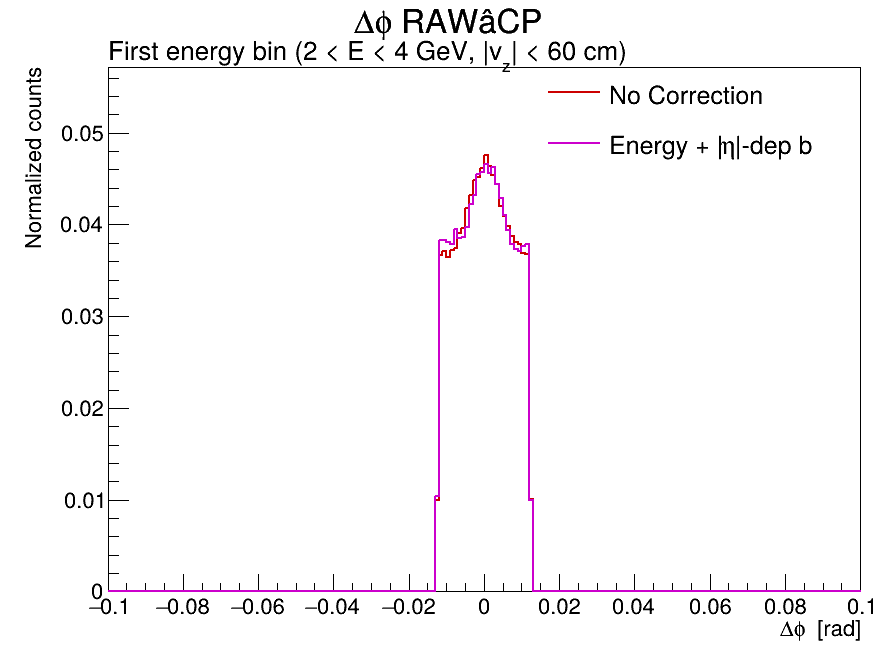 Δϕ RAWâCP
First energy bin (2 < E < 4 GeV, |v_z| < 60 cm)
Normalized counts
No Correction
Energy + |η|-dep b
0.05
0.04
0.03
0.02
0.01
0
−0.1 −0.08 −0.06 −0.04 −0.02 0 0.02 0.04 0.06 0.08 0.1
Δϕ [rad]